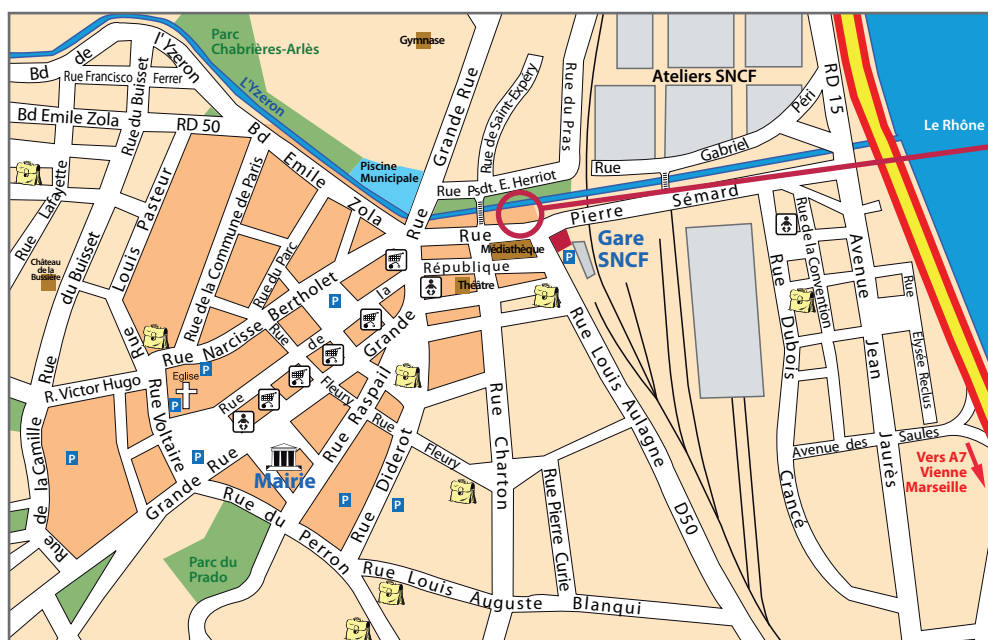 Parc
Chabrières-Arlès
Gymnase
Bd de l'Yzeron
Rue Francisco Ferrer
Rue du Buisset
Bd Emile Zola
RD 50
L'Yzeron
Bd Emile Zola
Grande Rue
Rue de Saint-Expéry
Rue du Pras
Ateliers SNCF
RD 15
Le Rhône
Rue Gabriel Péri
Piscine
Municipale
Rue Psdt. E. Herriot
Rue Pierre Sémard
Médiathèque
Gare
SNCF
P
Rue Lafayette
Château
de la
Bussière
Rue du Buisset
Rue Louis Pasteur
Rue de la Commune de Paris
Rue du Parc
Rue Narcisse Bertholet
P
République
Théâtre
Rue de la
Grande Rue
Rue de la Convention
Rue Dubois Crancé
Avenue Jean Jaurès
Rue Elysée Reclus
Avenue des Saules
R. Victor Hugo
Rue Voltaire
Eglise
P
P
P
P
Rue Fleury
Rue Raspail
Rue Fleury
Rue Diderot
Rue Charton
Rue Louis Aulagne
D50
Rue Pierre Curie
Mairie
P
P
Rue de la Camille
Grande Rue
Rue du Perron
Parc du
Prado
Rue Louis Auguste Blanqui
Vers A7
Vienne
Marseille